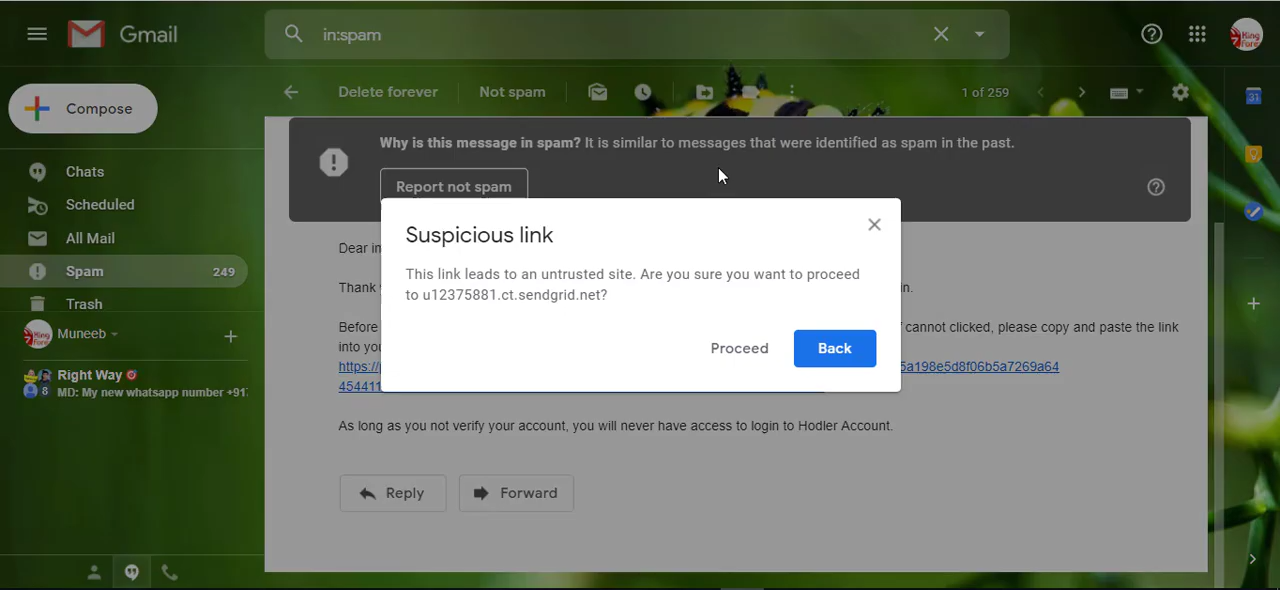 Gmail
in:spam
Compose
Delete forever
Not spam
1 of 259
31
Chats
Scheduled
All Mail
Spam
249
Trash
Muneeb
Right Way
8
MD: My new whatsapp number +91
Why is this message in spam? It is similar to messages that were identified as spam in the past.
Report not spam
Suspicious link
This link leads to an untrusted site. Are you sure you want to proceed
to u12375881.ct.sendgrid.net?
Proceed
Back
Dear
Thank
n.
Before
cannot clicked, please copy and paste the link
into
https://
5a198e5d8f06b5a7269a64
454411
As long as you not verify your account, you will never have access to login to Hodler Account.
Reply
Forward